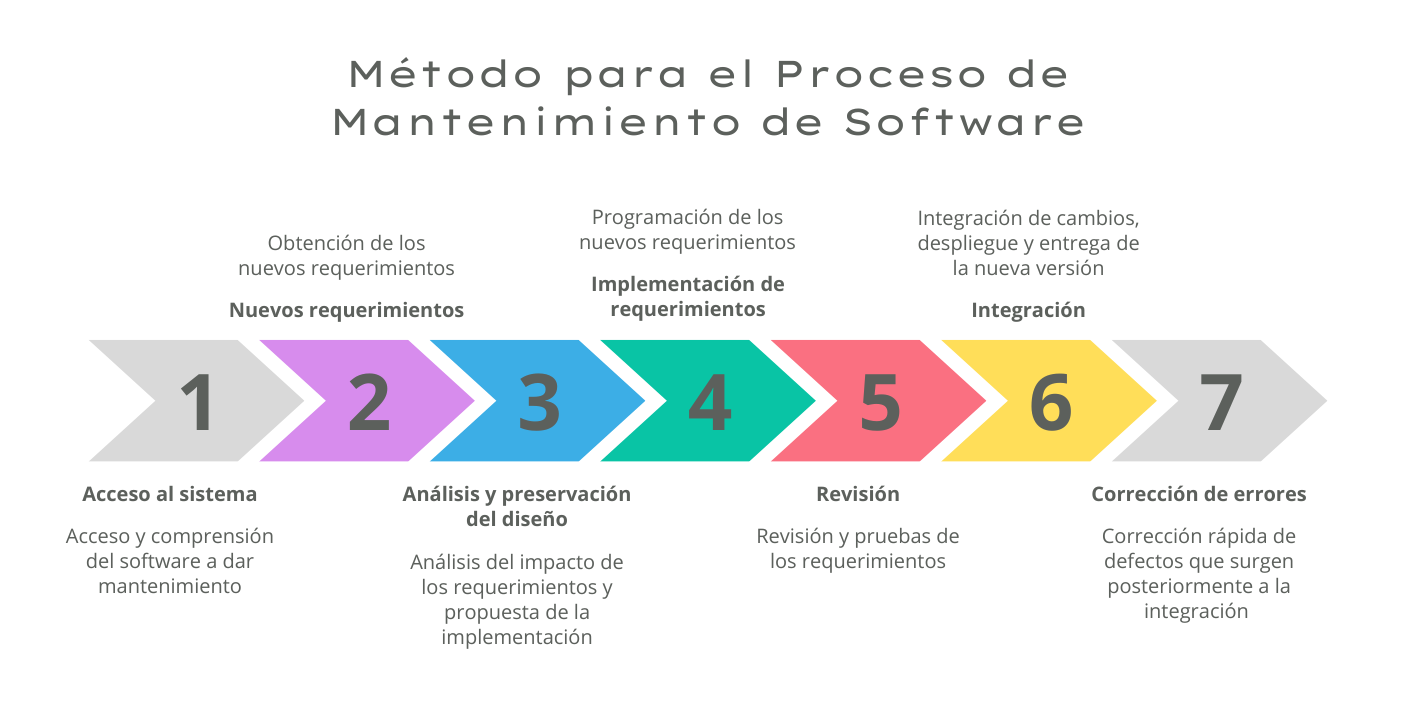 Método para el Proceso de
Mantenimiento de Software
1
Acceso al sistema
Acceso y comprensión
del software a dar
mantenimiento
Obtención de los
nuevos requerimientos
Nuevos requerimientos
2
3
Análisis y preservación
del diseño
Análisis del impacto de
los requerimientos y
propuesta de la
implementación
Programación de los
nuevos requerimientos
Implementación de
requerimientos
4
5
Revisión
Revisión y pruebas de
los requerimientos
Integración de cambios,
despliegue y entrega de
la nueva versión
Integración
6
7
Corrección de errores
Corrección rápida de
defectos que surgen
posteriormente a la
integración